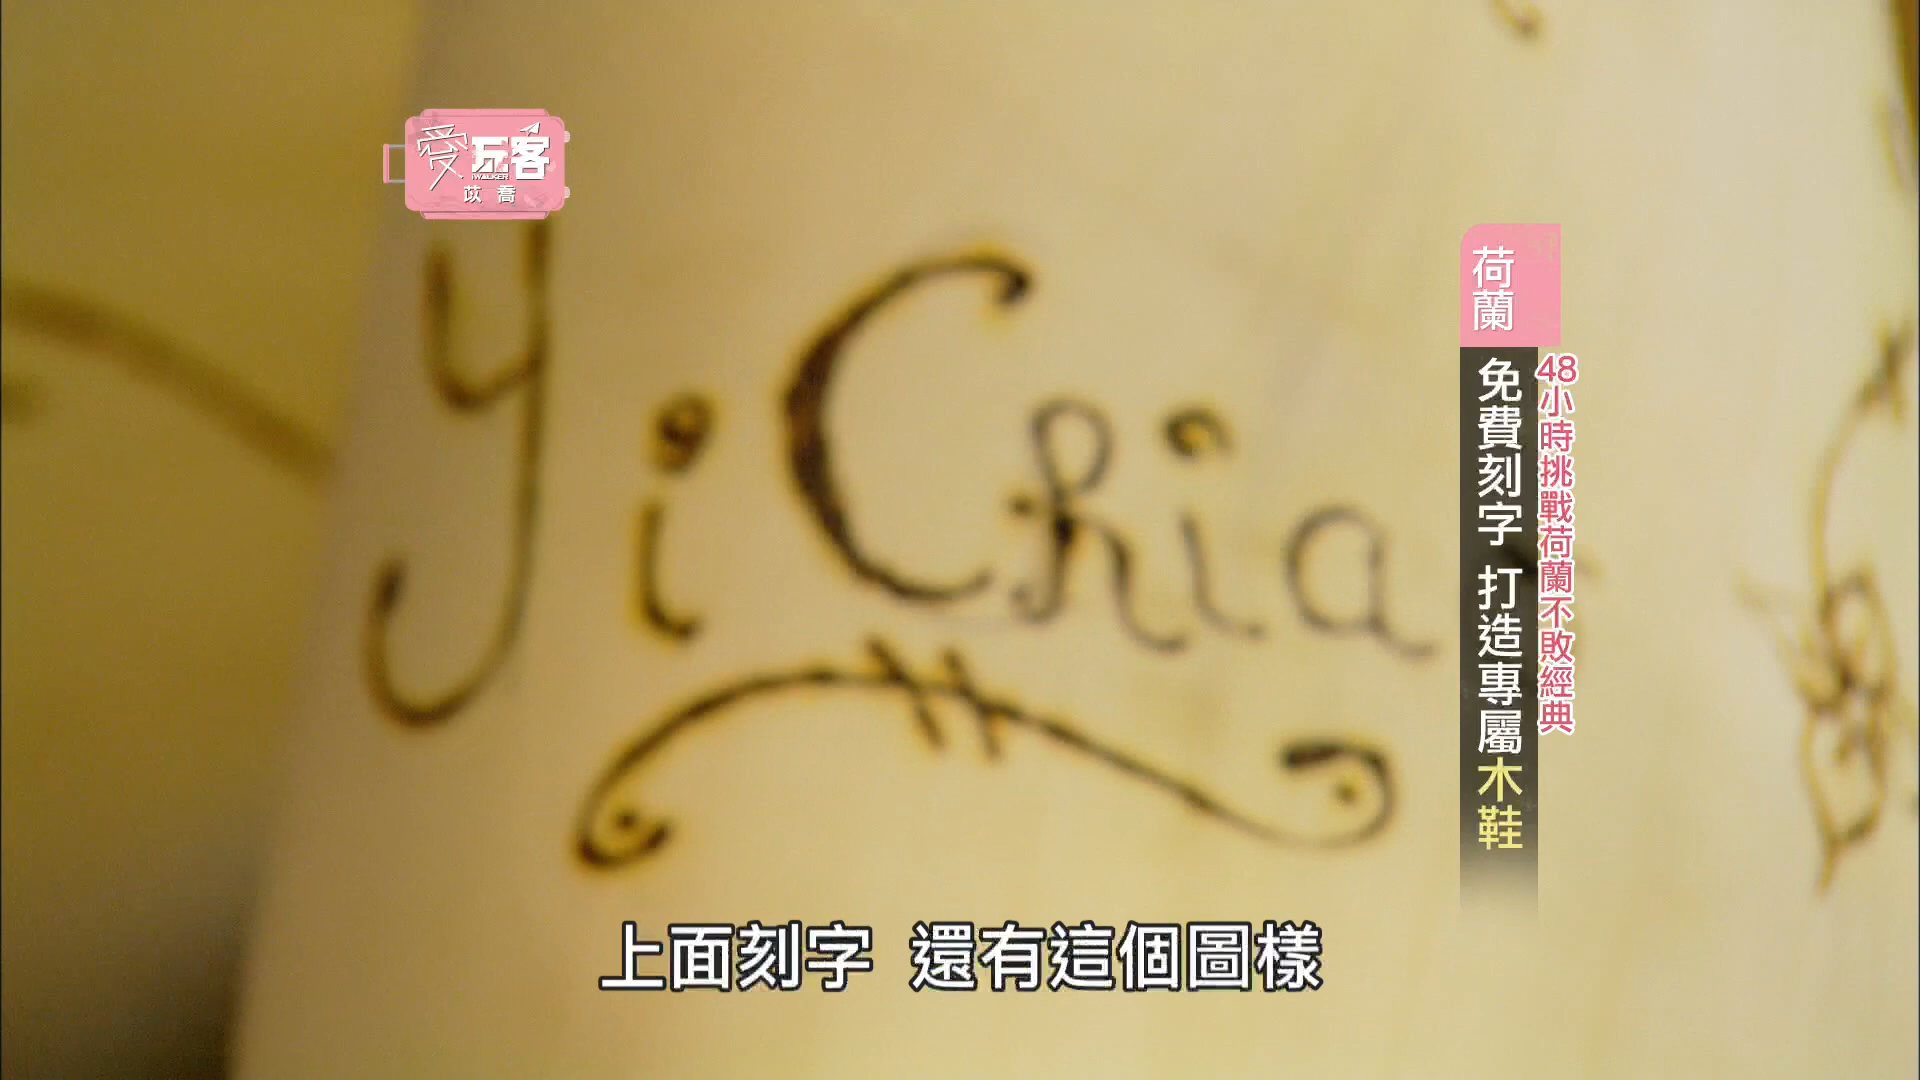 愛玩客
iWALKER
苡喬
Yi Chia
荷蘭
48小時挑戰荷蘭不敗經典
免費刻字 打造專屬木鞋
上面刻字 還有這個圖樣